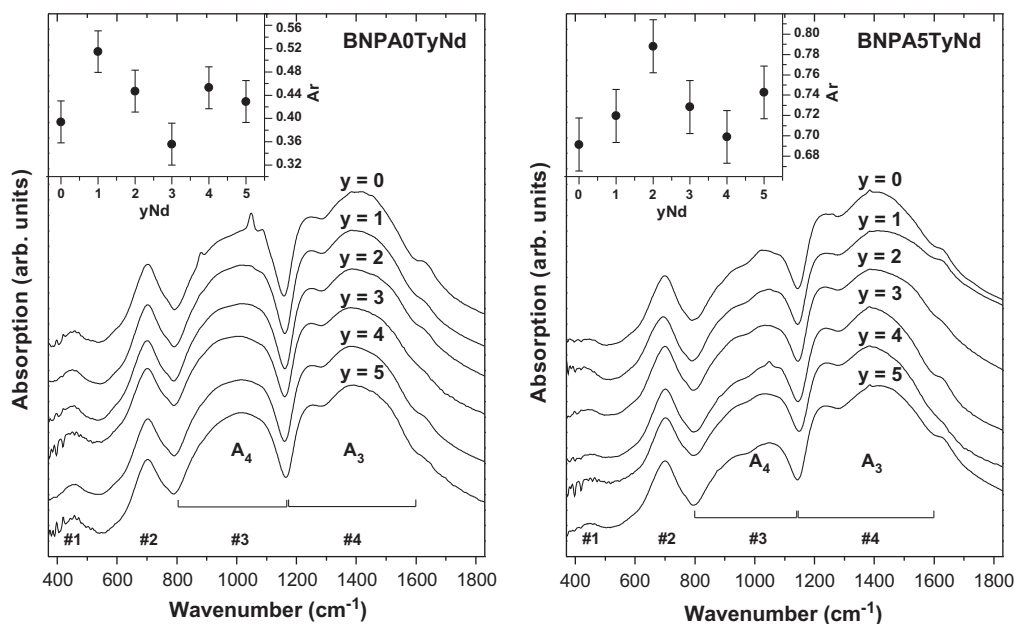 BNPA0TyNd
0.56
0.52
0.48
0.44
0.40
0.36
0.32
Ar
0 1 2 3 4 5
yNd
y = 0
y = 1
y = 2
y = 3
y = 4
y = 5
A4
A3
#1 #2 #3 #4
400 600 800 1000 1200 1400 1600 1800
Wavenumber (cm-1)
Absorption (arb. units)
BNPA5TyNd
0.80
0.78
0.76
0.74
0.72
0.70
0.68
Ar
0 1 2 3 4 5
yNd
y = 0
y = 1
y = 2
y = 3
y = 4
y = 5
A4
A3
#1 #2 #3 #4
400 600 800 1000 1200 1400 1600 1800
Wavenumber (cm-1)
Absorption (arb. units)